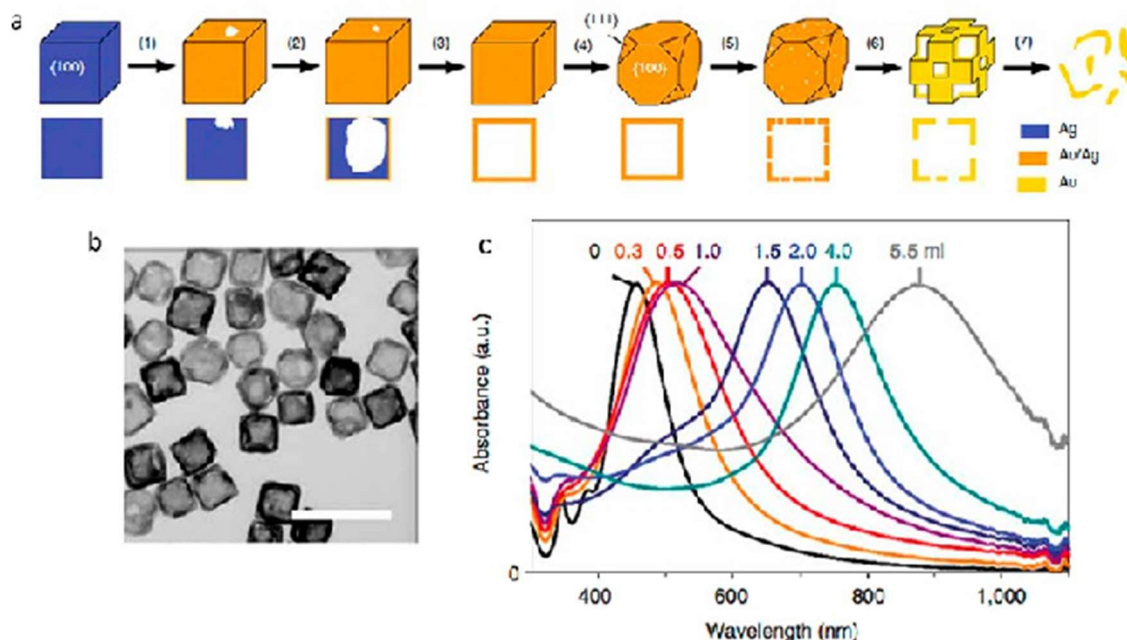 a
(1) (2) (3) (4) (5) (6) (7)
{111}
{100} {100}
Ag
Au/Ag
Au
b
c
0 0.3 0.5 1.0 1.5 2.0 4.0 5.5 ml
Absorbance (a.u.)
0
400 600 800 1,000
Wavelength (nm)